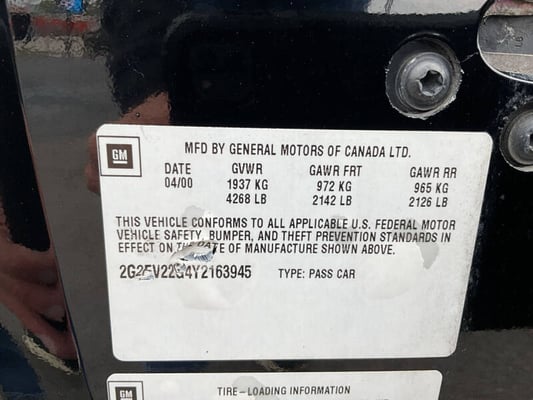 GM
MFD BY GENERAL MOTORS OF CANADA LTD.
DATE GVWR GAWR FRT GAWR RR
04/00 1937 KG 972 KG 965 KG
4268 LB 2142 LB 2126 LB
THIS VEHICLE CONFORMS TO ALL APPLICABLE U.S. FEDERAL MOTOR
VEHICLE SAFETY, BUMPER, AND THEFT PREVENTION STANDARDS IN
EFFECT ON THE DATE OF MANUFACTURE SHOWN ABOVE.
2G2FV22G4Y2163945 TYPE: PASS CAR
GM
TIRE-LOADING INFORMATION